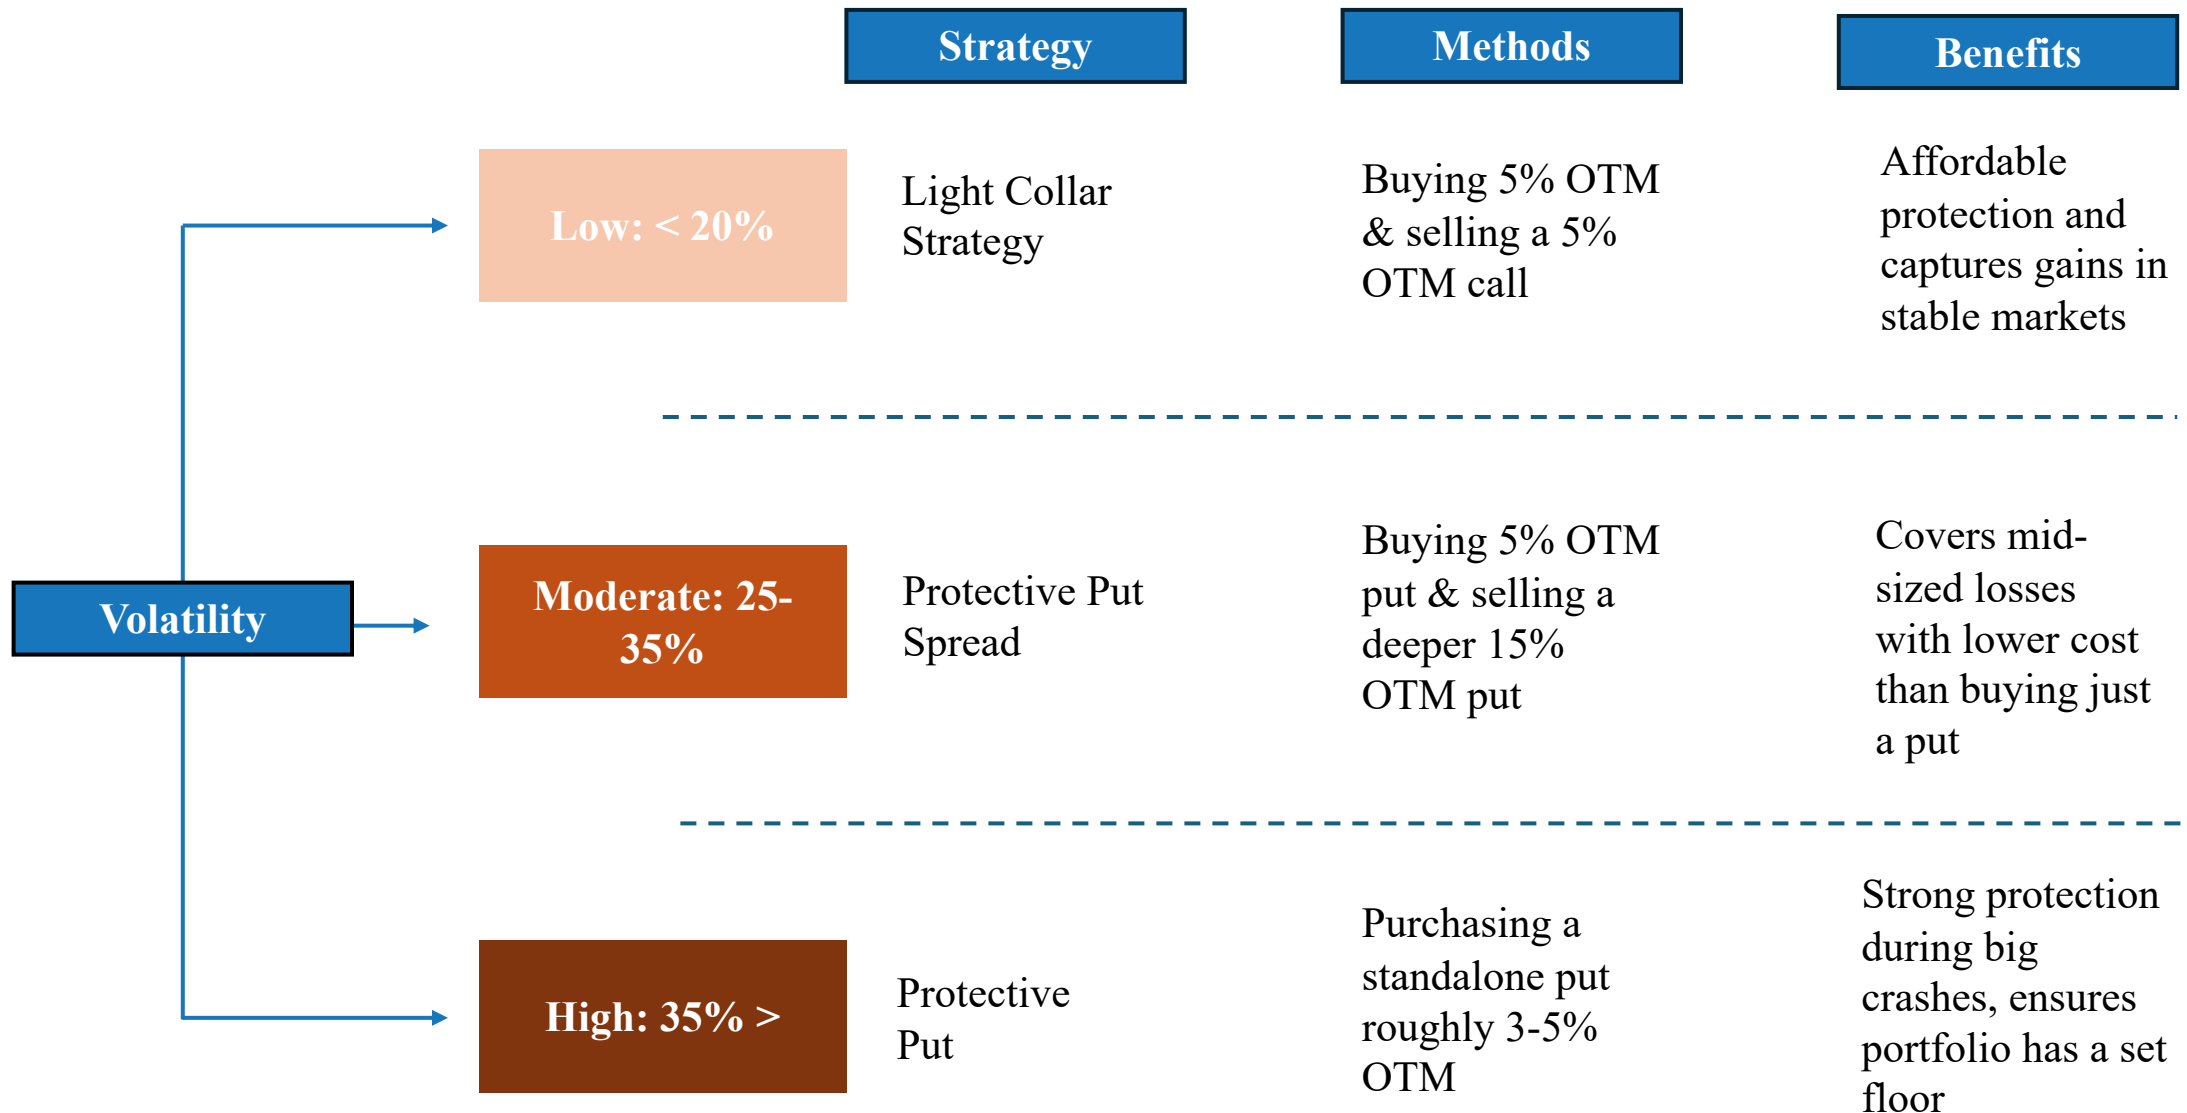 Strategy
Methods
Benefits
Low: < 20%
Light Collar
Strategy
Buying 5% OTM
& selling a 5%
OTM call
Affordable
protection and
captures gains in
stable markets
Volatility
Moderate: 25-
35%
Protective Put
Spread
Buying 5% OTM
put & selling a
deeper 15%
OTM put
Covers mid-
sized losses
with lower cost
than buying just
a put
High: 35% >
Protective
Put
Purchasing a
standalone put
roughly 3-5%
OTM
Strong protection
during big
crashes, ensures
portfolio has a set
floor